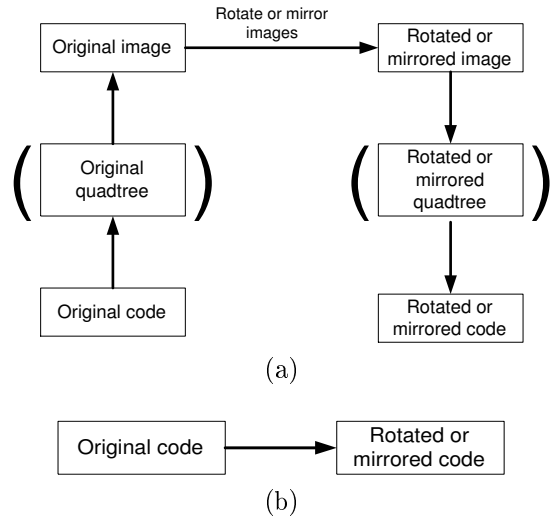 Original image
Rotate or mirror
images
Rotated or
mirrored image
(
Original
quadtree
)
(
Rotated or
mirrored
quadtree
)
Original code
Rotated or
mirrored code
(a)
Original code
Rotated or
mirrored code
(b)